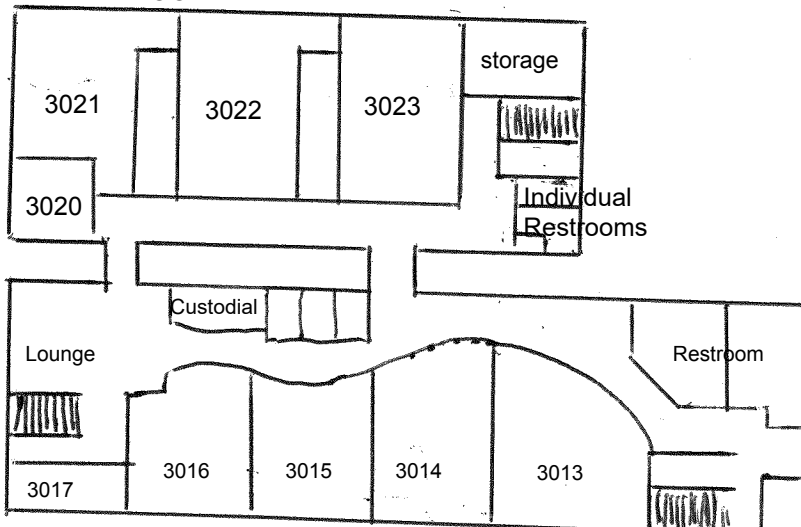 storage
3021
3022
3023
3020
Individual
Restrooms
Custodial
Lounge
Restroom
3016
3015
3014
3013
3017